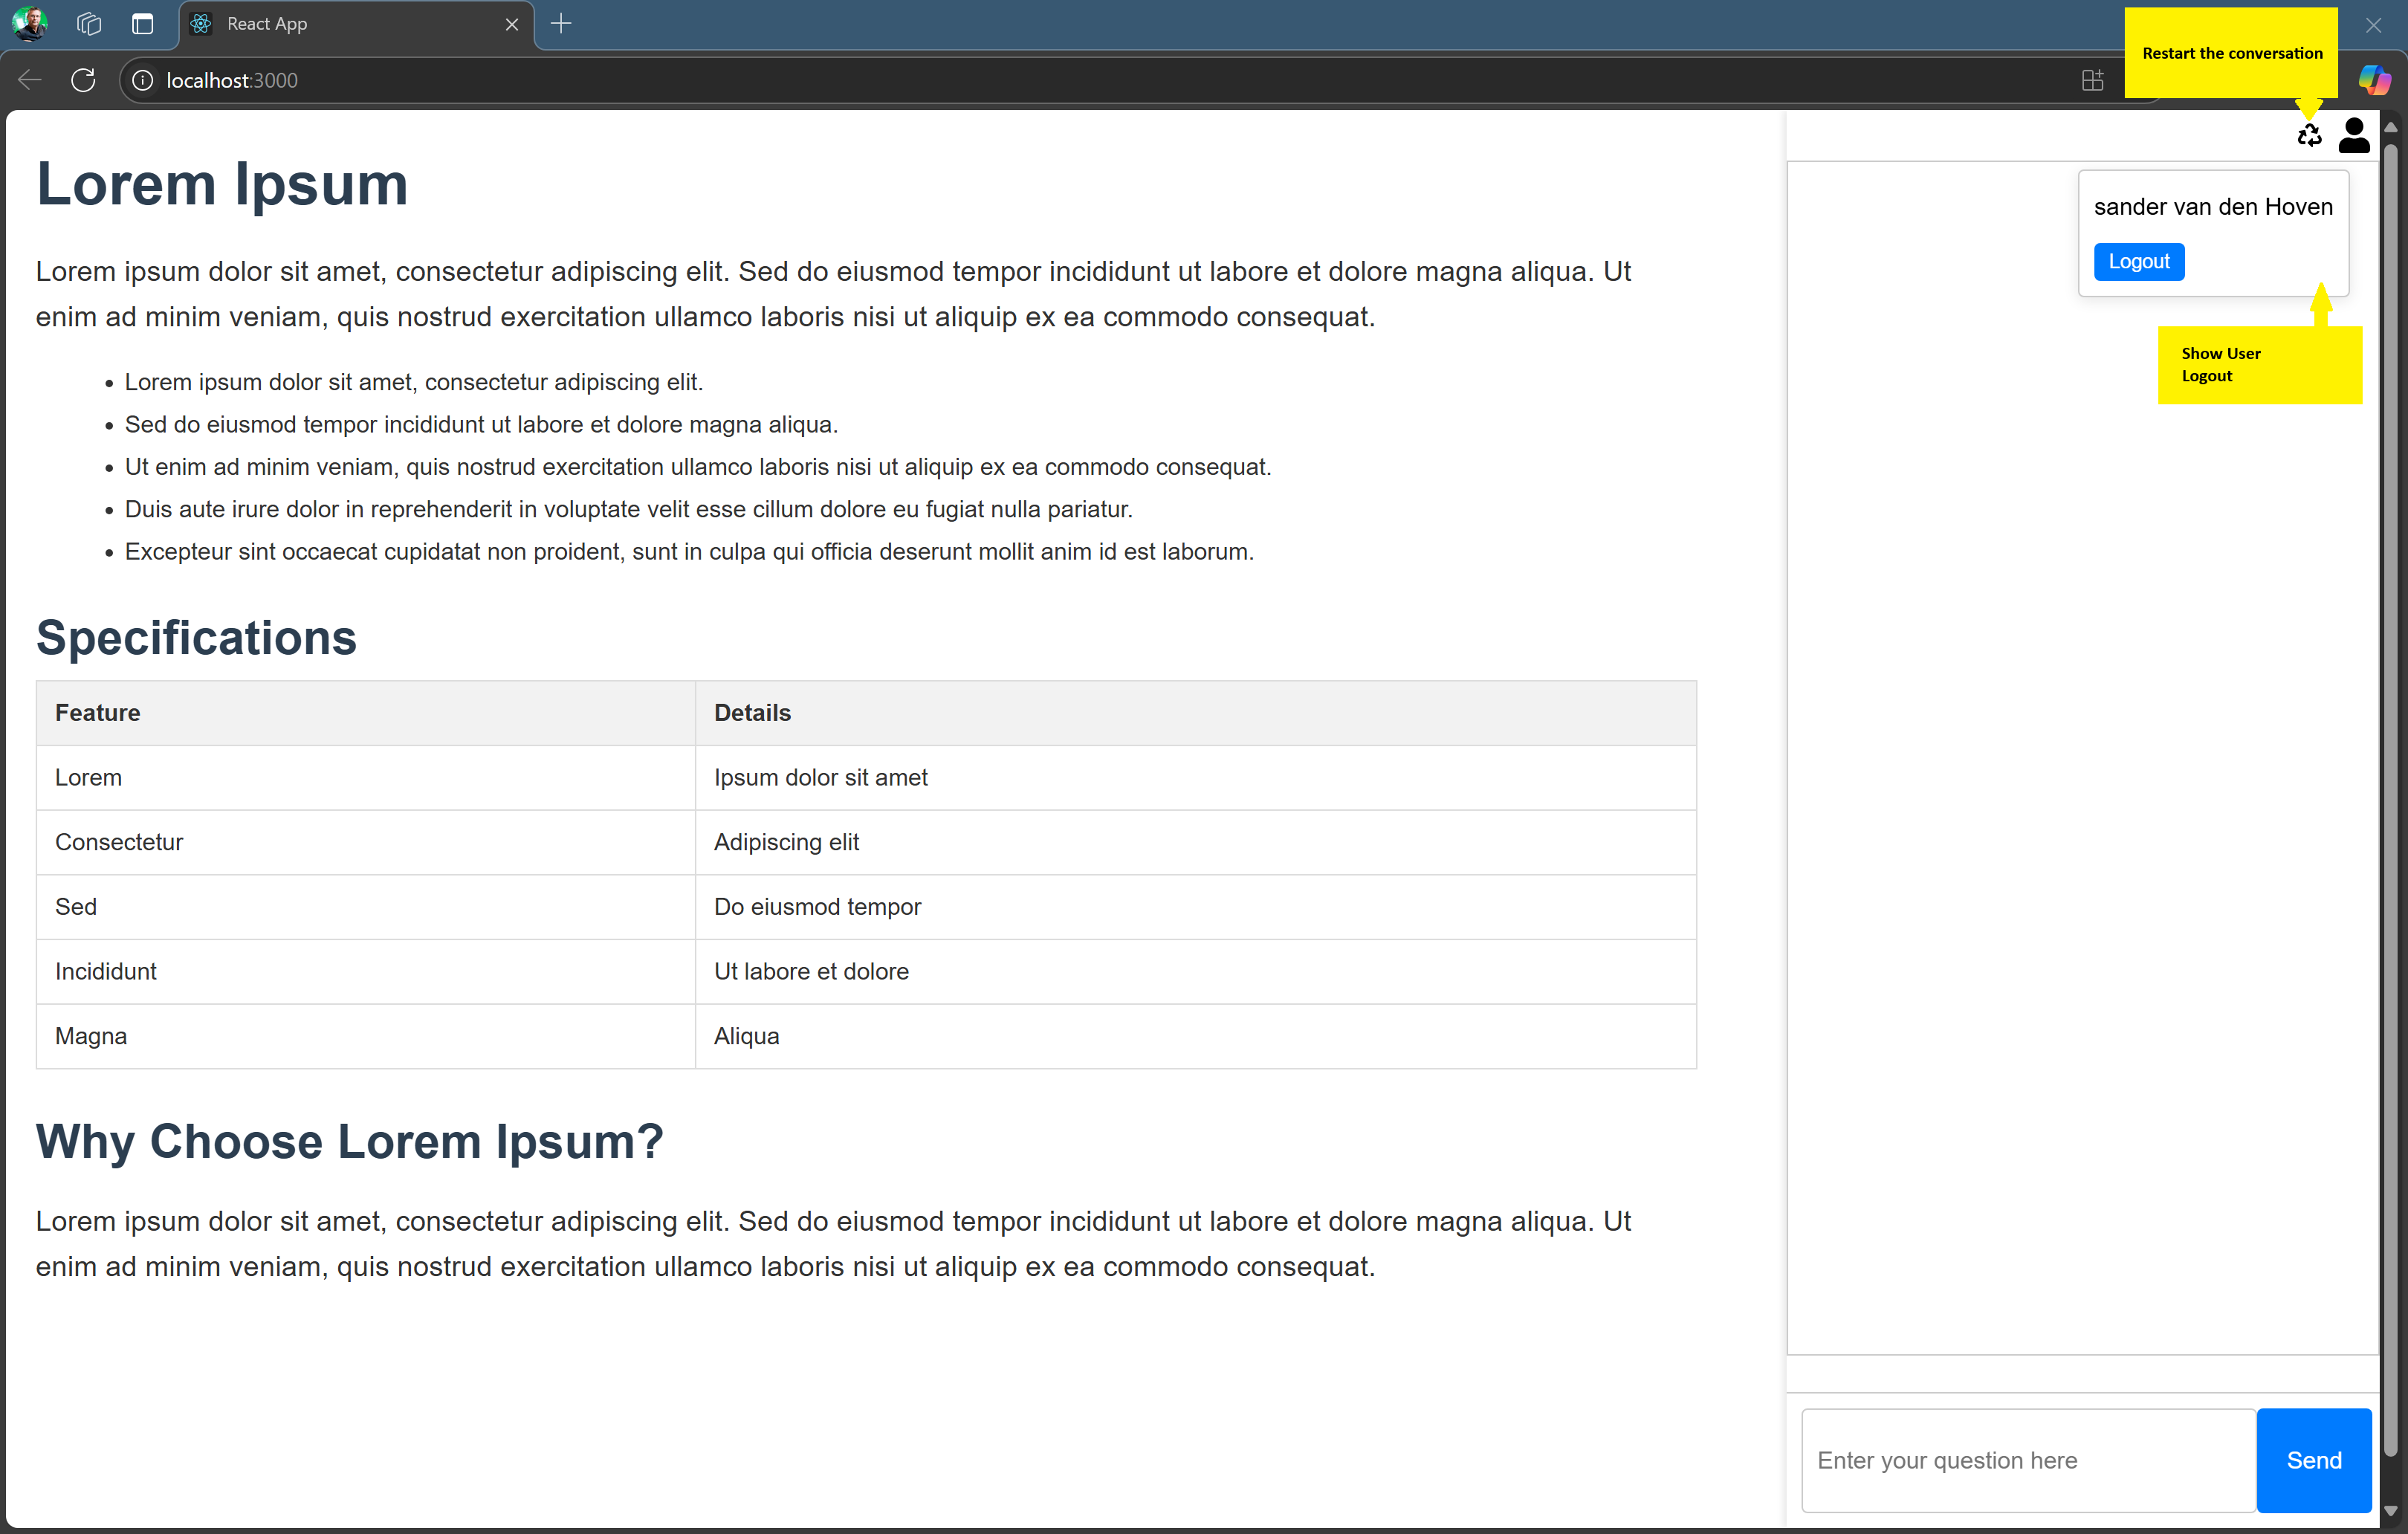 React App
localhost:3000
Restart the conversation
Lorem Ipsum
Lorem ipsum dolor sit amet, consectetur adipiscing elit. Sed do eiusmod tempor incididunt ut labore et dolore magna aliqua. Ut
enim ad minim veniam, quis nostrud exercitation ullamco laboris nisi ut aliquip ex ea commodo consequat.
• Lorem ipsum dolor sit amet, consectetur adipiscing elit.
• Sed do eiusmod tempor incididunt ut labore et dolore magna aliqua.
• Ut enim ad minim veniam, quis nostrud exercitation ullamco laboris nisi ut aliquip ex ea commodo consequat.
• Duis aute irure dolor in reprehenderit in voluptate velit esse cillum dolore eu fugiat nulla pariatur.
• Excepteur sint occaecat cupidatat non proident, sunt in culpa qui officia deserunt mollit anim id est laborum.
Specifications
Feature Details
Lorem Ipsum dolor sit amet
Consectetur Adipiscing elit
Sed Do eiusmod tempor
Incididunt Ut labore et dolore
Magna Aliqua
Why Choose Lorem Ipsum?
Lorem ipsum dolor sit amet, consectetur adipiscing elit. Sed do eiusmod tempor incididunt ut labore et dolore magna aliqua. Ut
enim ad minim veniam, quis nostrud exercitation ullamco laboris nisi ut aliquip ex ea commodo consequat.
sander van den Hoven
Logout
Show User
Logout
Enter your question here
Send